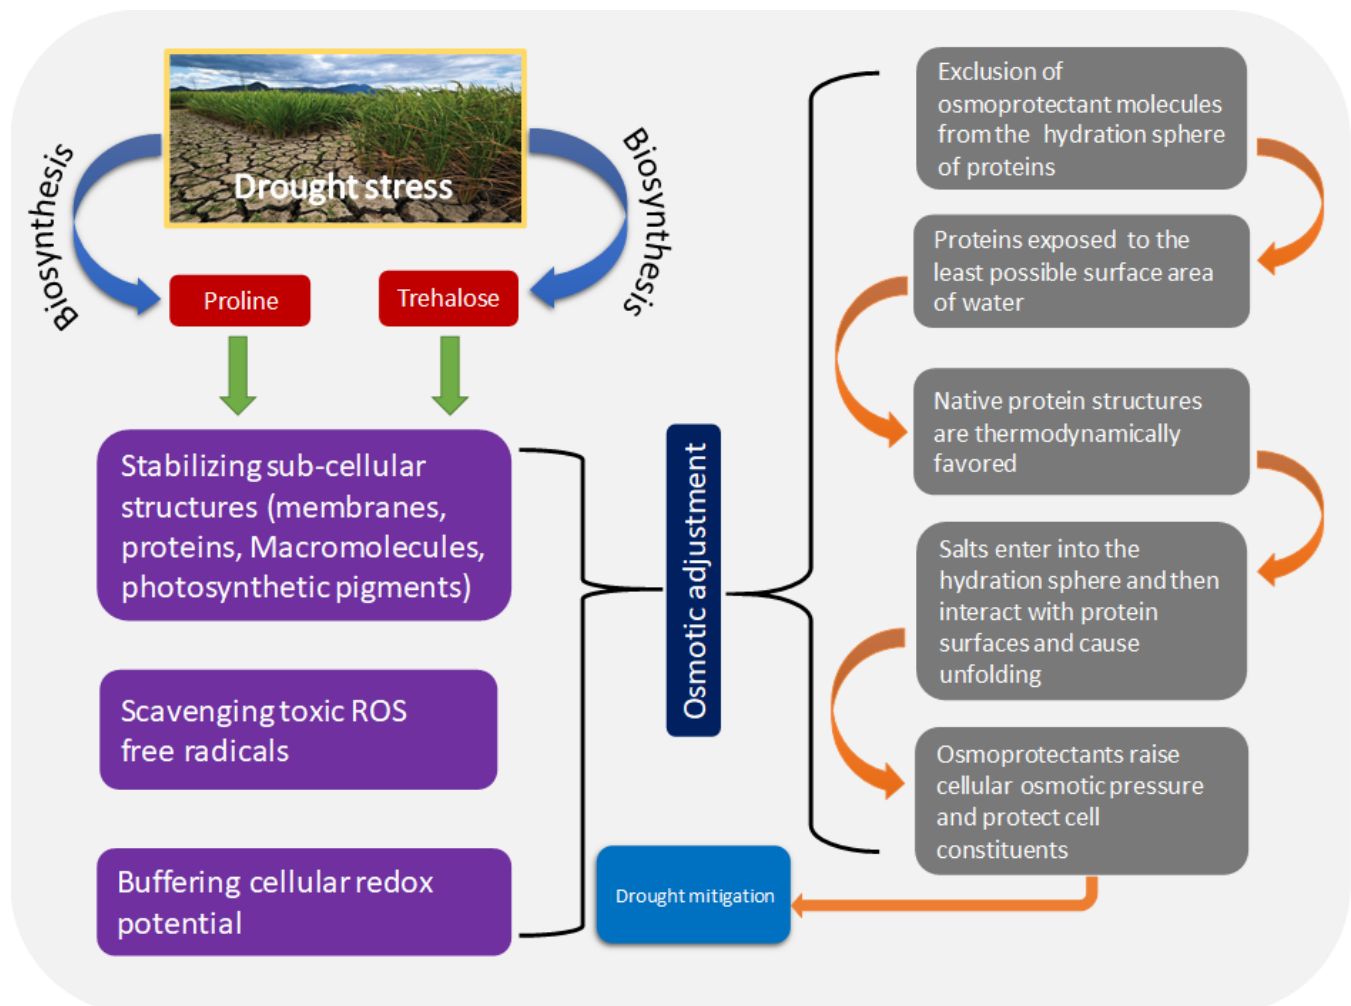 Drought stress
Biosynthesis
Biosynthesis
Proline
Trehalose
Stabilizing sub-cellular
structures (membranes,
proteins, Macromolecules,
photosynthetic pigments)
Scavenging toxic ROS
free radicals
Buffering cellular redox
potential
Osmotic adjustment
Exclusion of
osmoprotectant molecules
from the hydration sphere
of proteins
Proteins exposed to the
least possible surface area
of water
Native protein structures
are thermodynamically
favored
Salts enter into the
hydration sphere and then
interact with protein
surfaces and cause
unfolding
Osmoprotectants raise
cellular osmotic pressure
and protect cell
constituents
Drought mitigation